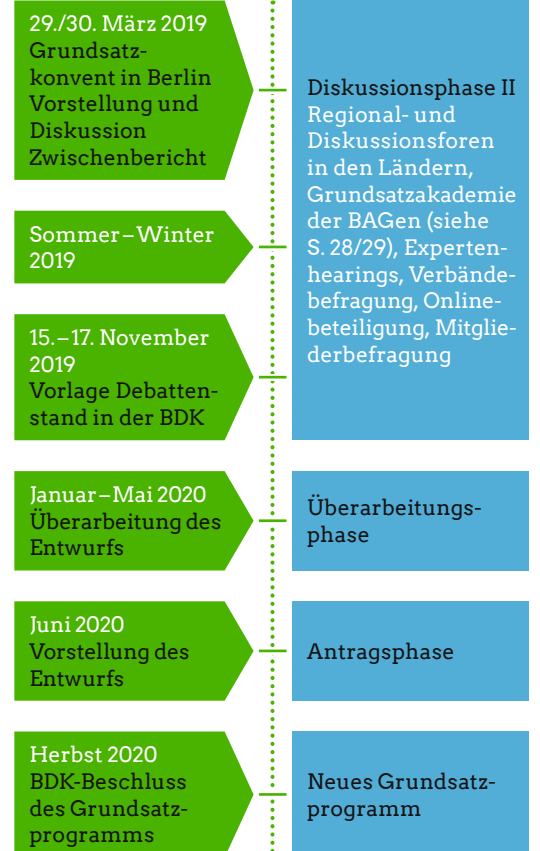 29./30. März 2019
Grundsatz-
konvent in Berlin
Vorstellung und
Diskussion
Zwischenbericht
Diskussionsphase II
Regional- und
Diskussionsforen
in den Ländern,
Grundsatzakademie
der BAGen (siehe
S. 28/29), Experten-
hearings, Verbände-
befragung, Online-
beteiligung, Mitglie-
derbefragung
Sommer – Winter
2019
15. – 17. November
2019
Vorlage Debatten-
stand in der BDK
Januar – Mai 2020
Überarbeitung des
Entwurfs
Überarbeitungs-
phase
Juni 2020
Vorstellung des
Entwurfs
Antragsphase
Herbst 2020
BDK-Beschluss
des Grundsatz-
programms
Neues Grundsatz-
programm